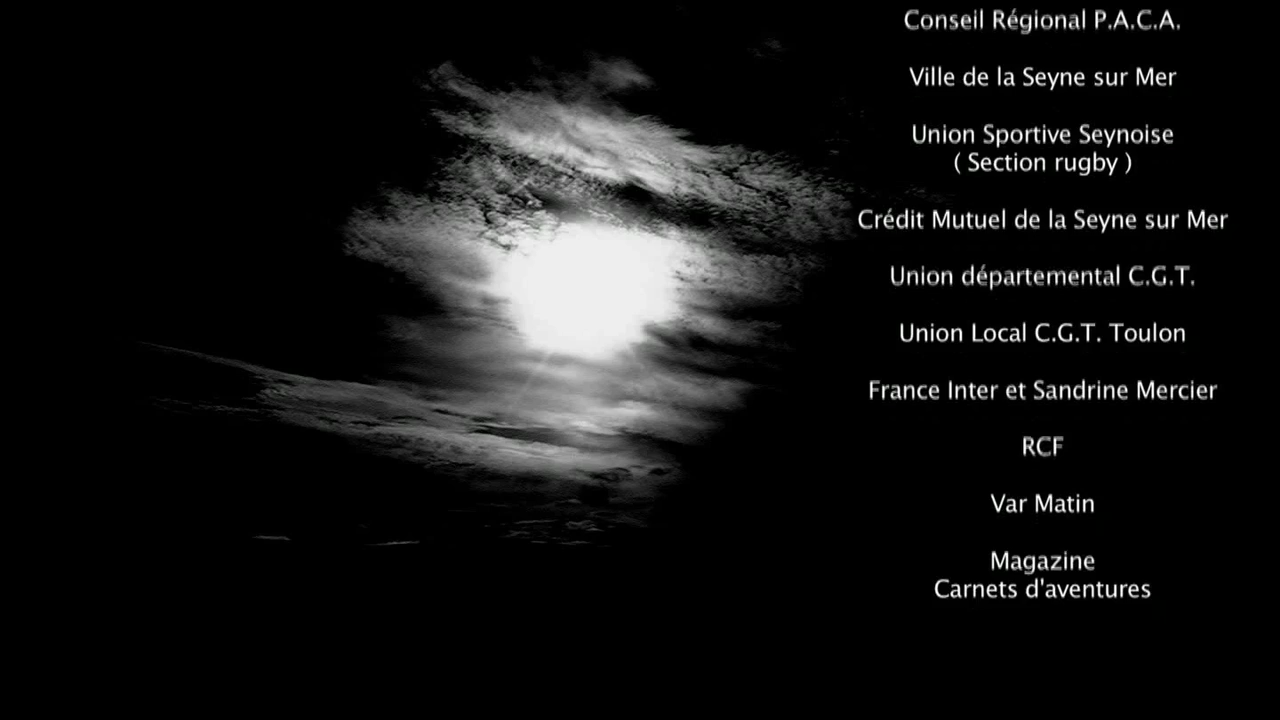 Conseil Régional P.A.C.A.
Ville de la Seyne sur Mer
Union Sportive Seynoise
( Section rugby )
Crédit Mutuel de la Seyne sur Mer
Union départemental C.G.T.
Union Local C.G.T. Toulon
France Inter et Sandrine Mercier
RCF
Var Matin
Magazine
Carnets d'aventures